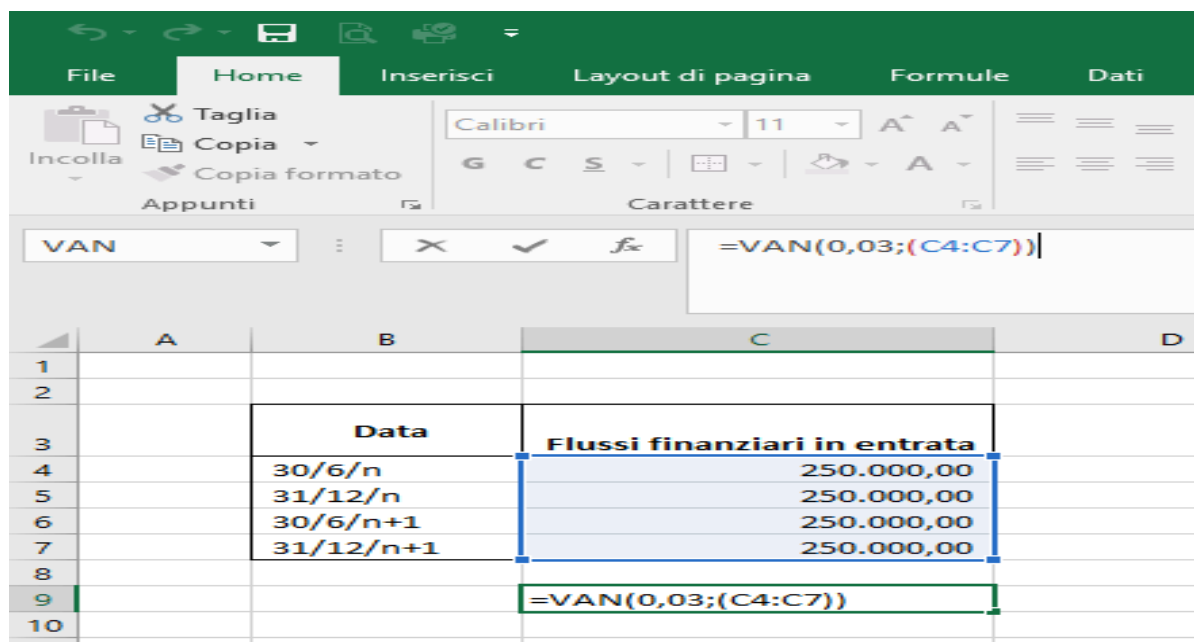 File Home Inserisci Layout di pagina Formule Dati
Incolla
Taglia
Copia
Copia formato
Appunti
Calibri 11 A A
G C S A
Carattere
VAN fx =VAN(0,03;(C4:C7))
A B C D
1
2
3 Data Flussi finanziari in entrata
4 30/6/n 250.000,00
5 31/12/n 250.000,00
6 30/6/n+1 250.000,00
7 31/12/n+1 250.000,00
8
9 =VAN(0,03;(C4:C7))
10